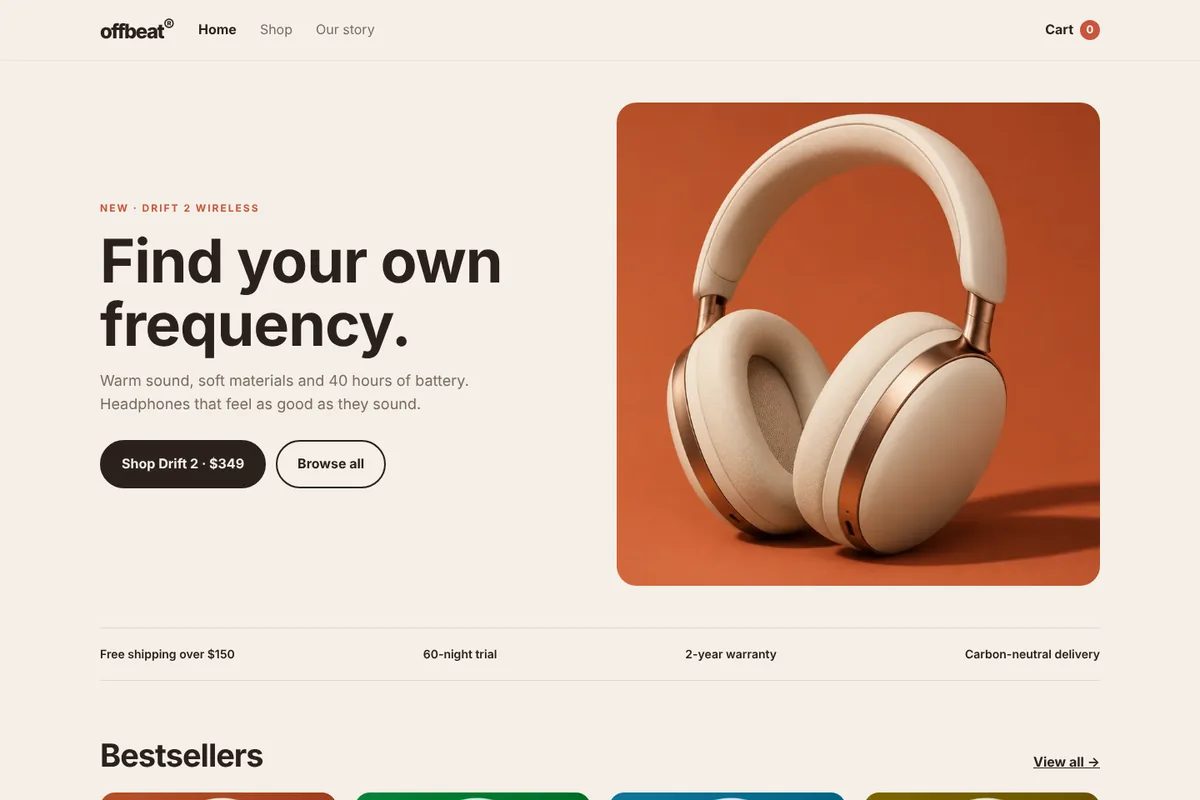 offbeat®
Home
Shop
Our story
Cart
0
NEW · DRIFT 2 WIRELESS
Find your own
frequency.
Warm sound, soft materials and 40 hours of battery.
Headphones that feel as good as they sound.
Shop Drift 2 · $349
Browse all
Free shipping over $150
60-night trial
2-year warranty
Carbon-neutral delivery
Bestsellers
View all →